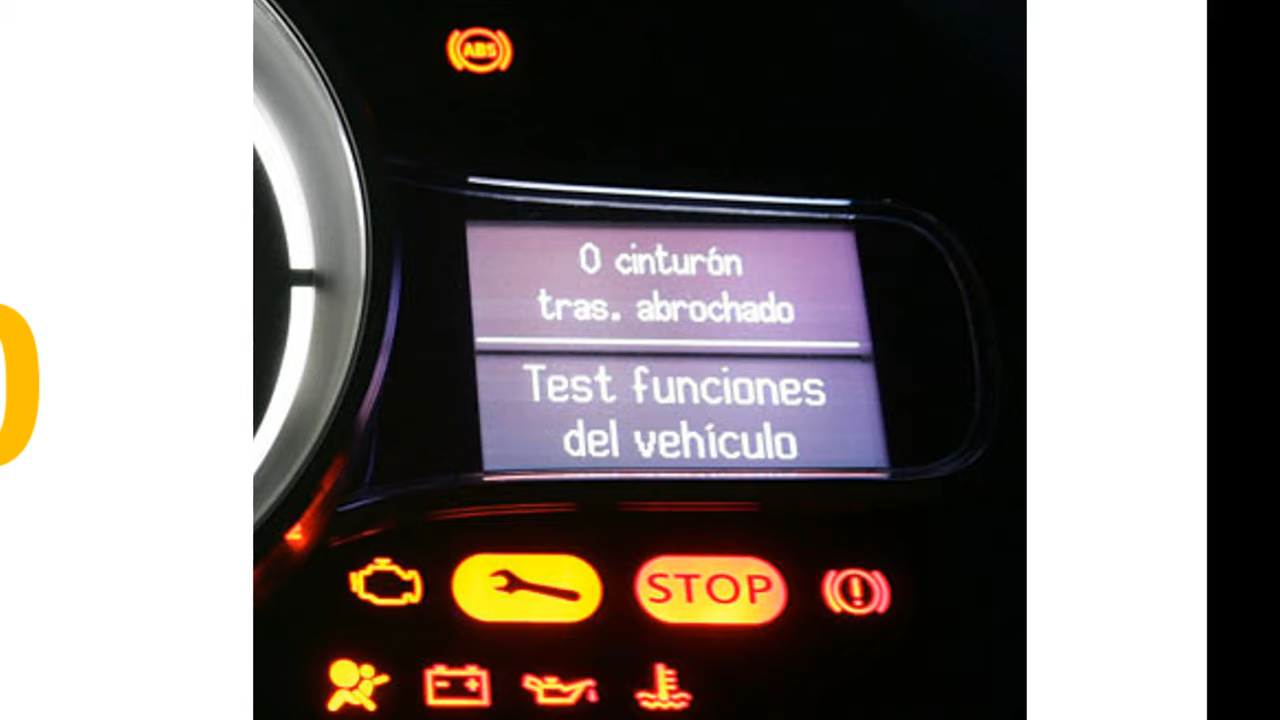 ABS
0 cinturón
tras. abrochado
Test funciones
del vehículo
STOP